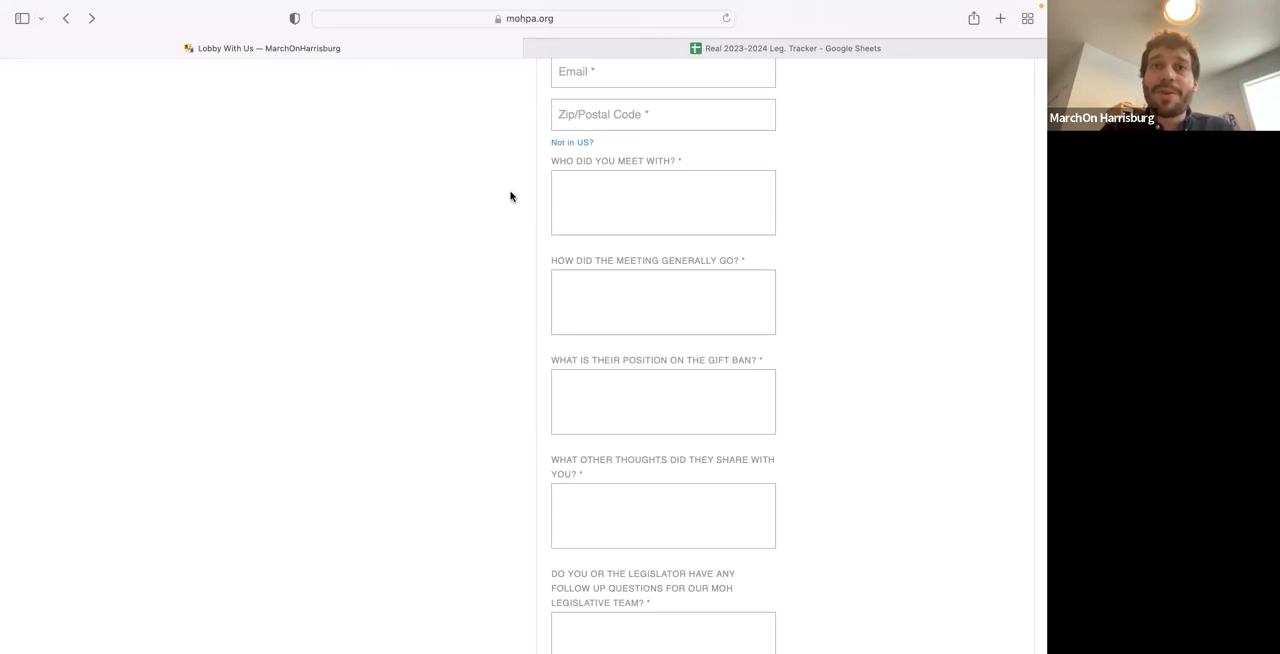 mohpa.org
Lobby With Us — MarchOnHarrisburg
Real 2023-2024 Leg. Tracker - Google Sheets
MarchOn Harrisburg
Email *
Zip/Postal Code *
Not in US?
WHO DID YOU MEET WITH? *
HOW DID THE MEETING GENERALLY GO? *
WHAT IS THEIR POSITION ON THE GIFT BAN? *
WHAT OTHER THOUGHTS DID THEY SHARE WITH
YOU? *
DO YOU OR THE LEGISLATOR HAVE ANY
FOLLOW UP QUESTIONS FOR OUR MOH
LEGISLATIVE TEAM? *